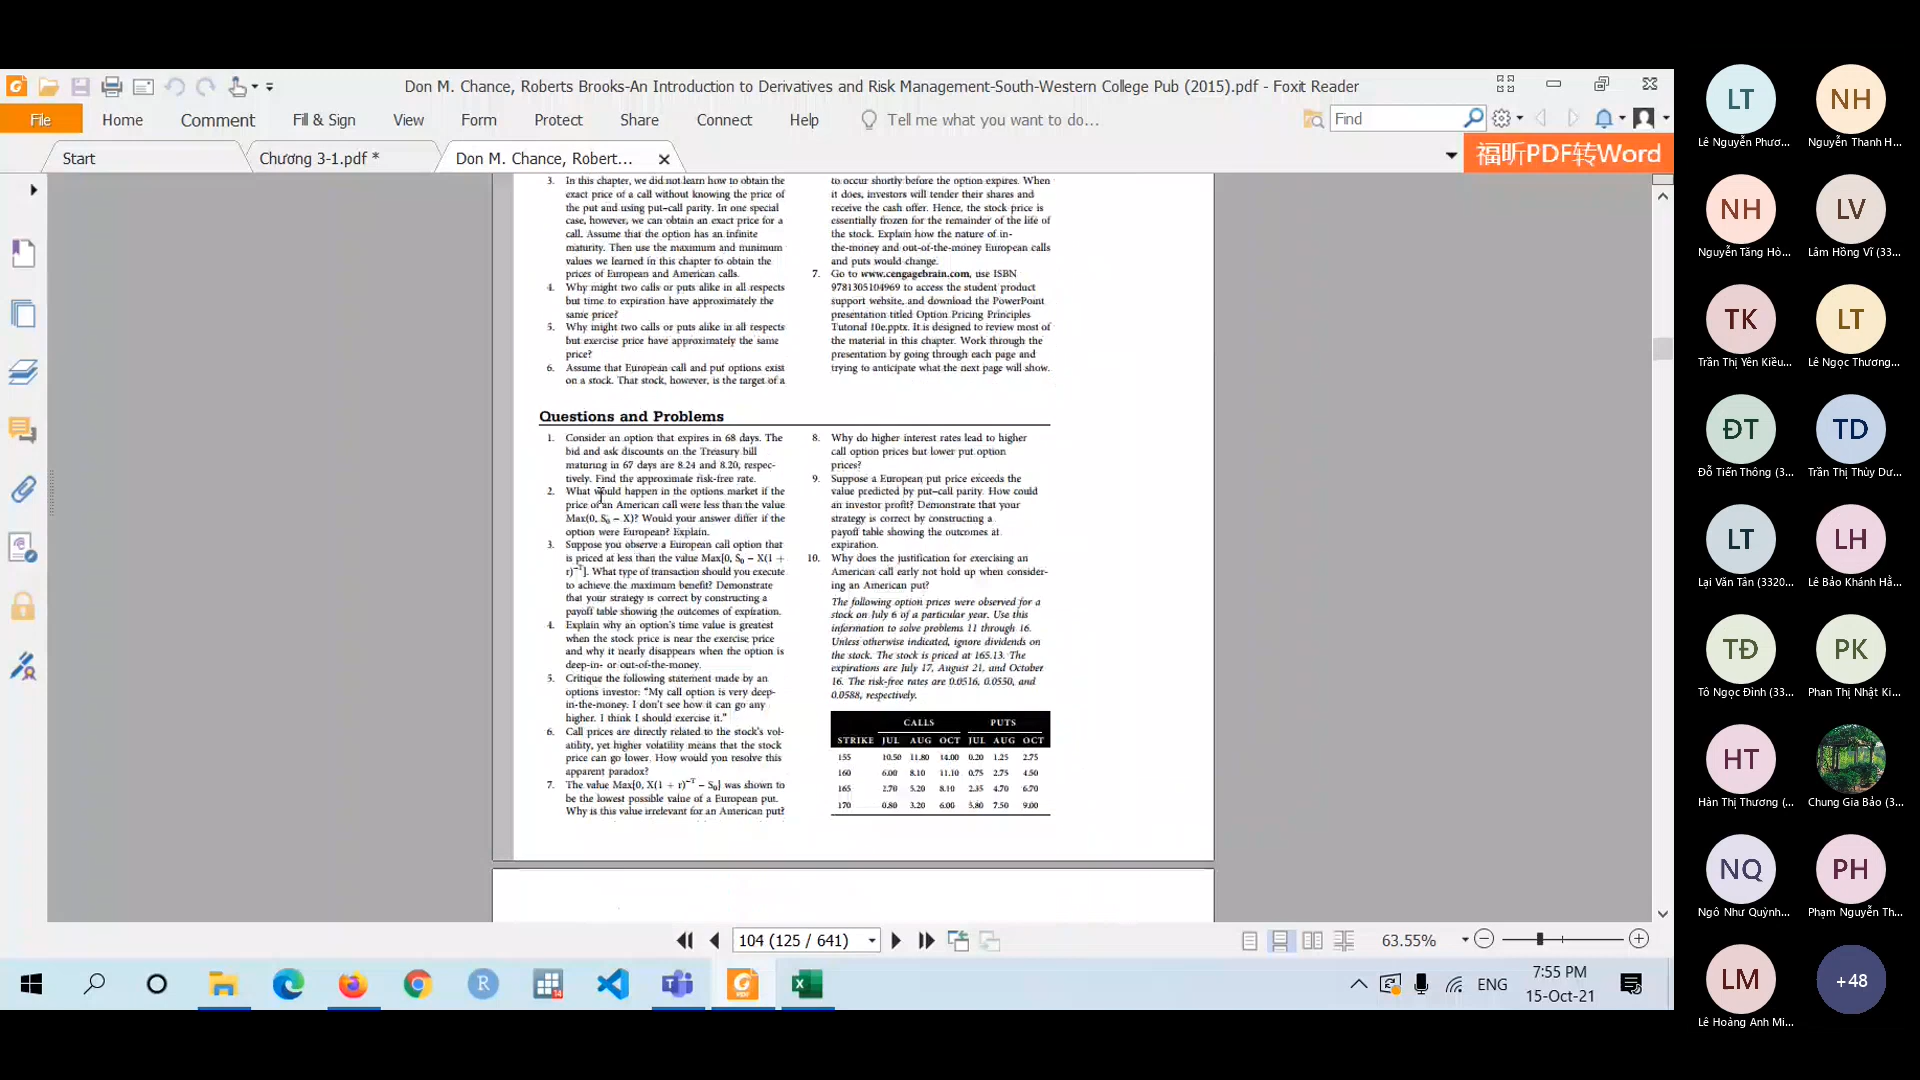 Don M. Chance, Roberts Brooks-An Introduction to Derivatives and Risk Management-South-Western College Pub (2015).pdf - Foxit Reader
File Home Comment Fill & Sign View Form Protect Share Connect Help Tell me what you want to do... Find
Start Chương 3-1.pdf * Don M. Chance, Robert... 福昕PDF转Word
3. In this chapter, we did not learn how to obtain the
exact price of a call without knowing the price of
the put and using put–call parity. In one special
case, however, we can obtain an exact price for a
call. Assume that the option has an infinite
maturity. Then use the maximum and minimum
values we learned in this chapter to obtain the
prices of European and American calls.
4. Why might two calls or puts alike in all respects
but time to expiration have approximately the
same price?
5. Why might two calls or puts alike in all respects
but exercise price have approximately the same
price?
6. Assume that European call and put options exist
on a stock. That stock, however, is the target of a
to occur shortly before the option expires. When
it does, investors will tender their shares and
receive the cash offer. Hence, the stock price is
essentially frozen for the remainder of the life of
the stock. Explain how the nature of in-
the-money and out-of-the-money European calls
and puts would change.
7. Go to www.cengagebrain.com, use ISBN
9781305104969 to access the student product
support website, and download the PowerPoint
presentation titled Option Pricing Principles
Tutorial 10e.pptx. It is designed to review most of
the material in this chapter. Work through the
presentation by going through each page and
trying to anticipate what the next page will show.
Questions and Problems
1. Consider an option that expires in 68 days. The
bid and ask discounts on the Treasury bill
maturing in 67 days are 8.24 and 8.20, respec-
tively. Find the approximate risk-free rate.
2. What would happen in the options market if the
price of an American call were less than the value
Max(0, S0 – X)? Would your answer differ if the
option were European? Explain.
3. Suppose you observe a European call option that
is priced at less than the value Max[0, S0 – X(1 +
r)–T]. What type of transaction should you execute
to achieve the maximum benefit? Demonstrate
that your strategy is correct by constructing a
payoff table showing the outcomes of expiration.
4. Explain why an option's time value is greatest
when the stock price is near the exercise price
and why it nearly disappears when the option is
deep-in- or out-of-the-money.
5. Critique the following statement made by an
options investor: "My call option is very deep-
in-the-money. I don't see how it can go any
higher. I think I should exercise it."
6. Call prices are directly related to the stock's vol-
atility, yet higher volatility means that the stock
price can go lower. How would you resolve this
apparent paradox?
7. The value Max[0, X(1 + r)–T – S0] was shown to
be the lowest possible value of a European put.
Why is this value irrelevant for an American put?
8. Why do higher interest rates lead to higher
call option prices but lower put option
prices?
9. Suppose a European put price exceeds the
value predicted by put–call parity. How could
an investor profit? Demonstrate that your
strategy is correct by constructing a
payoff table showing the outcomes at
expiration.
10. Why does the justification for exercising an
American call early not hold up when consider-
ing an American put?
The following option prices were observed for a
stock on July 6 of a particular year. Use this
information to solve problems 11 through 16.
Unless otherwise indicated, ignore dividends on
the stock. The stock is priced at 165.13. The
expirations are July 17, August 21, and October
16. The risk-free rates are 0.0516, 0.0550, and
0.0588, respectively.
CALLS PUTS
STRIKE JUL AUG OCT JUL AUG OCT
155 10.50 11.80 14.00 0.20 1.25 2.75
160 6.00 8.10 11.10 0.75 2.75 4.50
165 2.70 5.20 8.10 2.35 4.70 6.70
170 0.80 3.20 6.00 5.80 7.50 9.00
104 (125 / 641) 63.55%
ENG
7:55 PM
15-Oct-21
LT NH
Lê Nguyễn Phươ... Nguyễn Thanh H...
NH LV
Nguyễn Tăng Hò... Lâm Hồng Vĩ (33...
TK LT
Trần Thị Yên Kiều... Lê Ngọc Thương...
ĐT TD
Đỗ Tiến Thông (3... Trần Thị Thùy Dư...
LT LH
Lại Văn Tân (3320... Lê Bảo Khánh Hằ...
TĐ PK
Tô Ngọc Đình (33... Phan Thị Nhật Ki...
HT
Hàn Thị Thương (... Chung Gia Bảo (3...
NQ PH
Ngô Như Quỳnh... Phạm Nguyễn Th...
LM +48
Lê Hoàng Anh Mi...